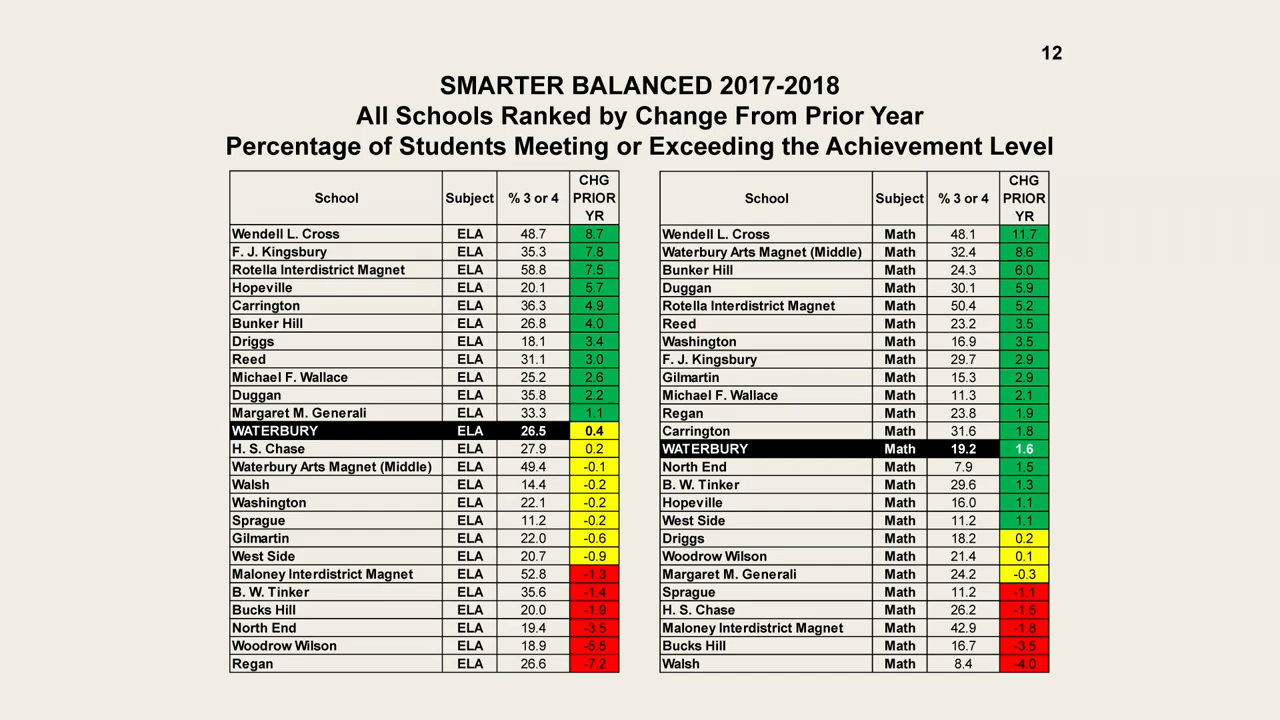 12
SMARTER BALANCED 2017-2018
All Schools Ranked by Change From Prior Year
Percentage of Students Meeting or Exceeding the Achievement Level
School Subject % 3 or 4 CHG PRIOR YR
Wendell L. Cross ELA 48.7 8.7
F. J. Kingsbury ELA 35.3 7.8
Rotella Interdistrict Magnet ELA 58.8 7.5
Hopeville ELA 20.1 5.7
Carrington ELA 36.3 4.9
Bunker Hill ELA 26.8 4.0
Driggs ELA 18.1 3.4
Reed ELA 31.1 3.0
Michael F. Wallace ELA 25.2 2.6
Duggan ELA 35.8 2.2
Margaret M. Generali ELA 33.3 1.1
WATERBURY ELA 26.5 0.4
H. S. Chase ELA 27.9 0.2
Waterbury Arts Magnet (Middle) ELA 49.4 -0.1
Walsh ELA 14.4 -0.2
Washington ELA 22.1 -0.2
Sprague ELA 11.2 -0.2
Gilmartin ELA 22.0 -0.6
West Side ELA 20.7 -0.9
Maloney Interdistrict Magnet ELA 52.8 -1.3
B. W. Tinker ELA 35.6 -1.4
Bucks Hill ELA 20.0 -1.9
North End ELA 19.4 -3.5
Woodrow Wilson ELA 18.9 -5.5
Regan ELA 26.6 -7.2
School Subject % 3 or 4 CHG PRIOR YR
Wendell L. Cross Math 48.1 11.7
Waterbury Arts Magnet (Middle) Math 32.4 8.6
Bunker Hill Math 24.3 6.0
Duggan Math 30.1 5.9
Rotella Interdistrict Magnet Math 50.4 5.2
Reed Math 23.2 3.5
Washington Math 16.9 3.5
F. J. Kingsbury Math 29.7 2.9
Gilmartin Math 15.3 2.9
Michael F. Wallace Math 11.3 2.1
Regan Math 23.8 1.9
Carrington Math 31.6 1.8
WATERBURY Math 19.2 1.6
North End Math 7.9 1.5
B. W. Tinker Math 29.6 1.3
Hopeville Math 16.0 1.1
West Side Math 11.2 1.1
Driggs Math 18.2 0.2
Woodrow Wilson Math 21.4 0.1
Margaret M. Generali Math 24.2 -0.3
Sprague Math 11.2 -1.1
H. S. Chase Math 26.2 -1.5
Maloney Interdistrict Magnet Math 42.9 -1.8
Bucks Hill Math 16.7 -3.5
Walsh Math 8.4 -4.0